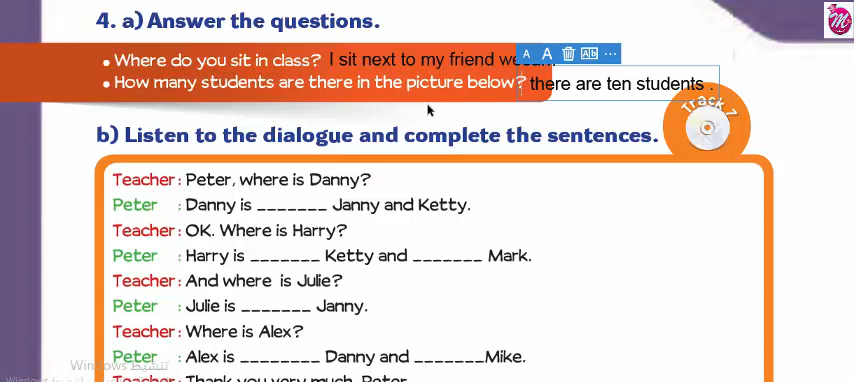 4. a) Answer the questions.
• Where do you sit in class? I sit next to my friend
A A Ab ...
• How many students are there in the picture below? there are ten students .
Track 7
b) Listen to the dialogue and complete the sentences.
Teacher: Peter, where is Danny?
Peter : Danny is _______ Janny and Ketty.
Teacher: OK. Where is Harry?
Peter : Harry is _______ Ketty and _______ Mark.
Teacher: And where is Julie?
Peter : Julie is _______ Janny.
Teacher: Where is Alex?
Peter : Alex is ________ Danny and _______Mike.
تنشيط Windows
Teacher: Thank you very much, Peter.